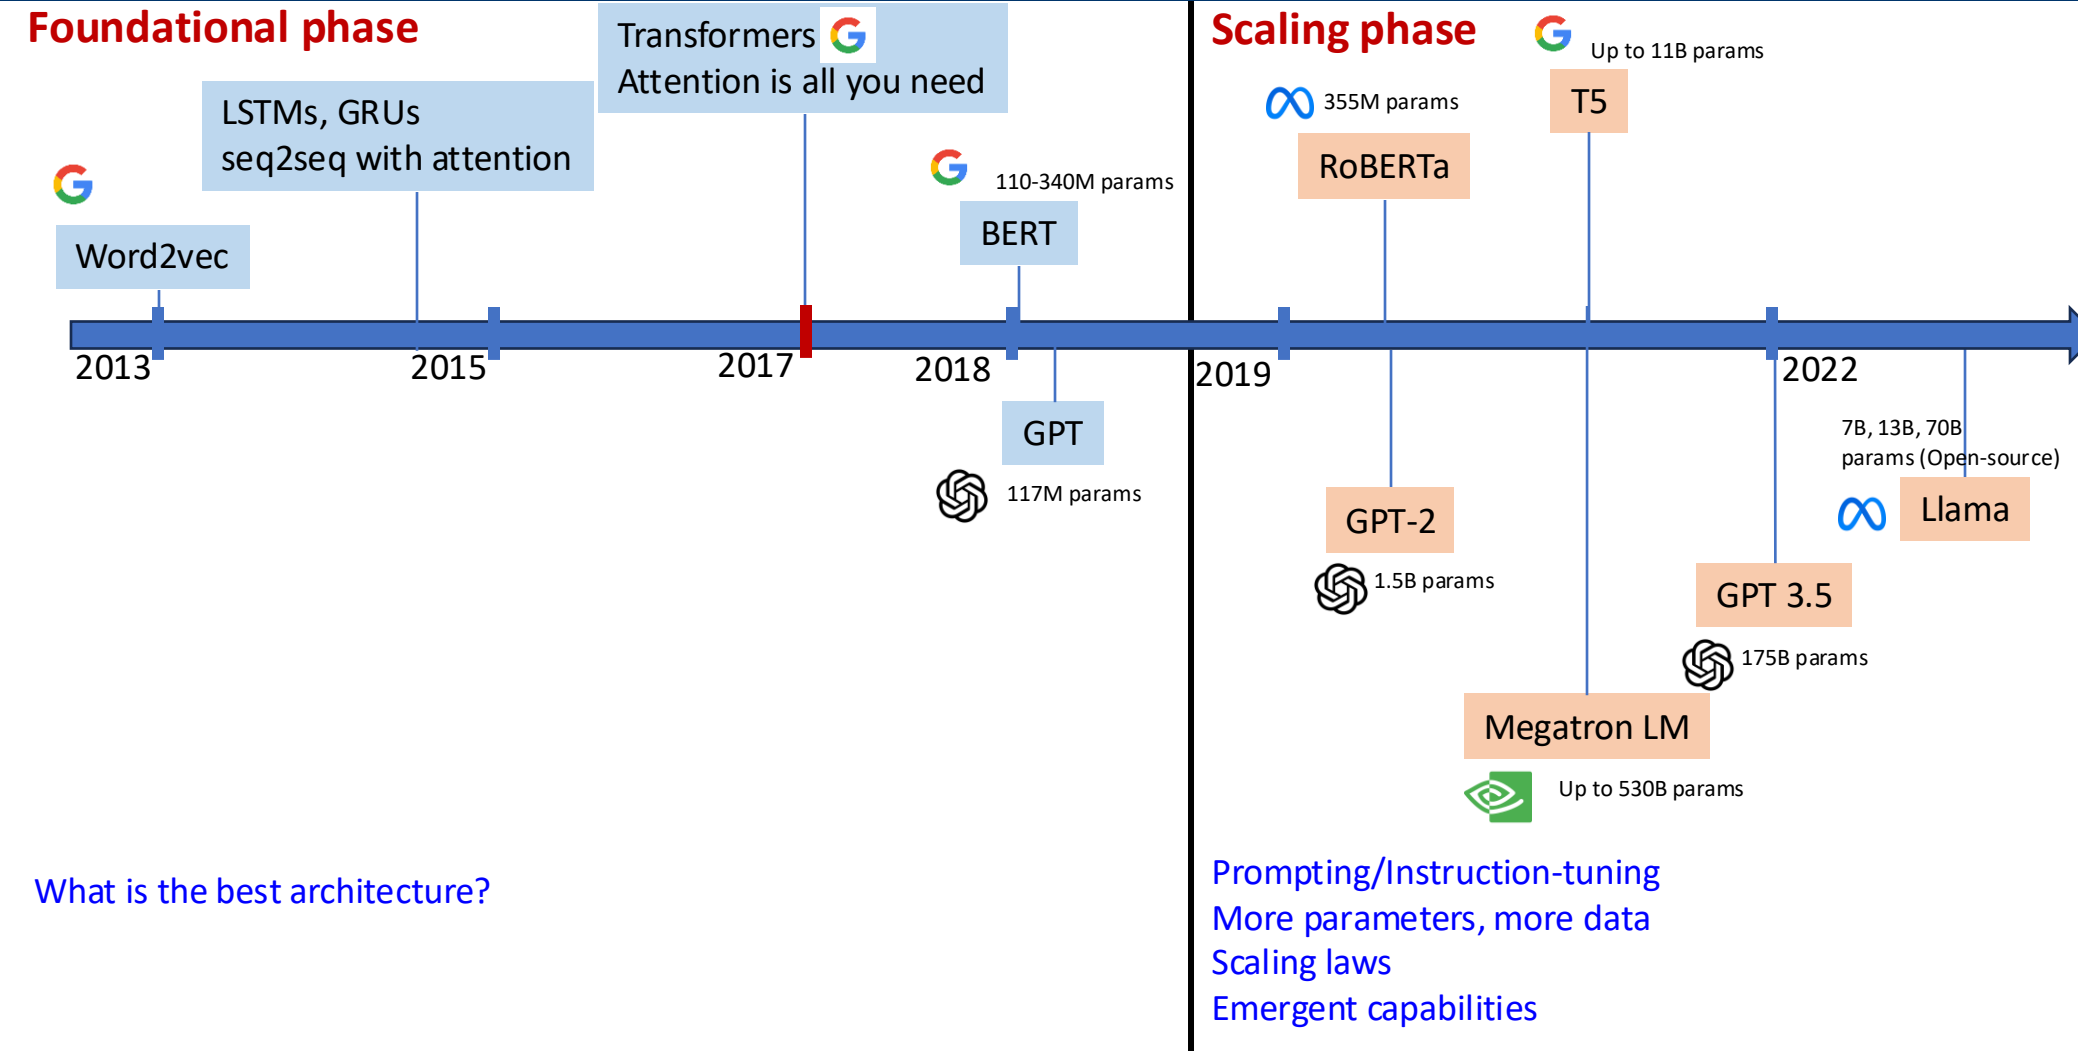 Foundational phase
Transformers
Attention is all you need
LSTMs, GRUs
seq2seq with attention
Word2vec
110-340M params
BERT
2013
2015
2017
2018
GPT
117M params
What is the best architecture?
Scaling phase
Up to 11B params
T5
355M params
RoBERTa
2019
2022
7B, 13B, 70B
params (Open-source)
Llama
GPT-2
1.5B params
GPT 3.5
175B params
Megatron LM
Up to 530B params
Prompting/Instruction-tuning
More parameters, more data
Scaling laws
Emergent capabilities